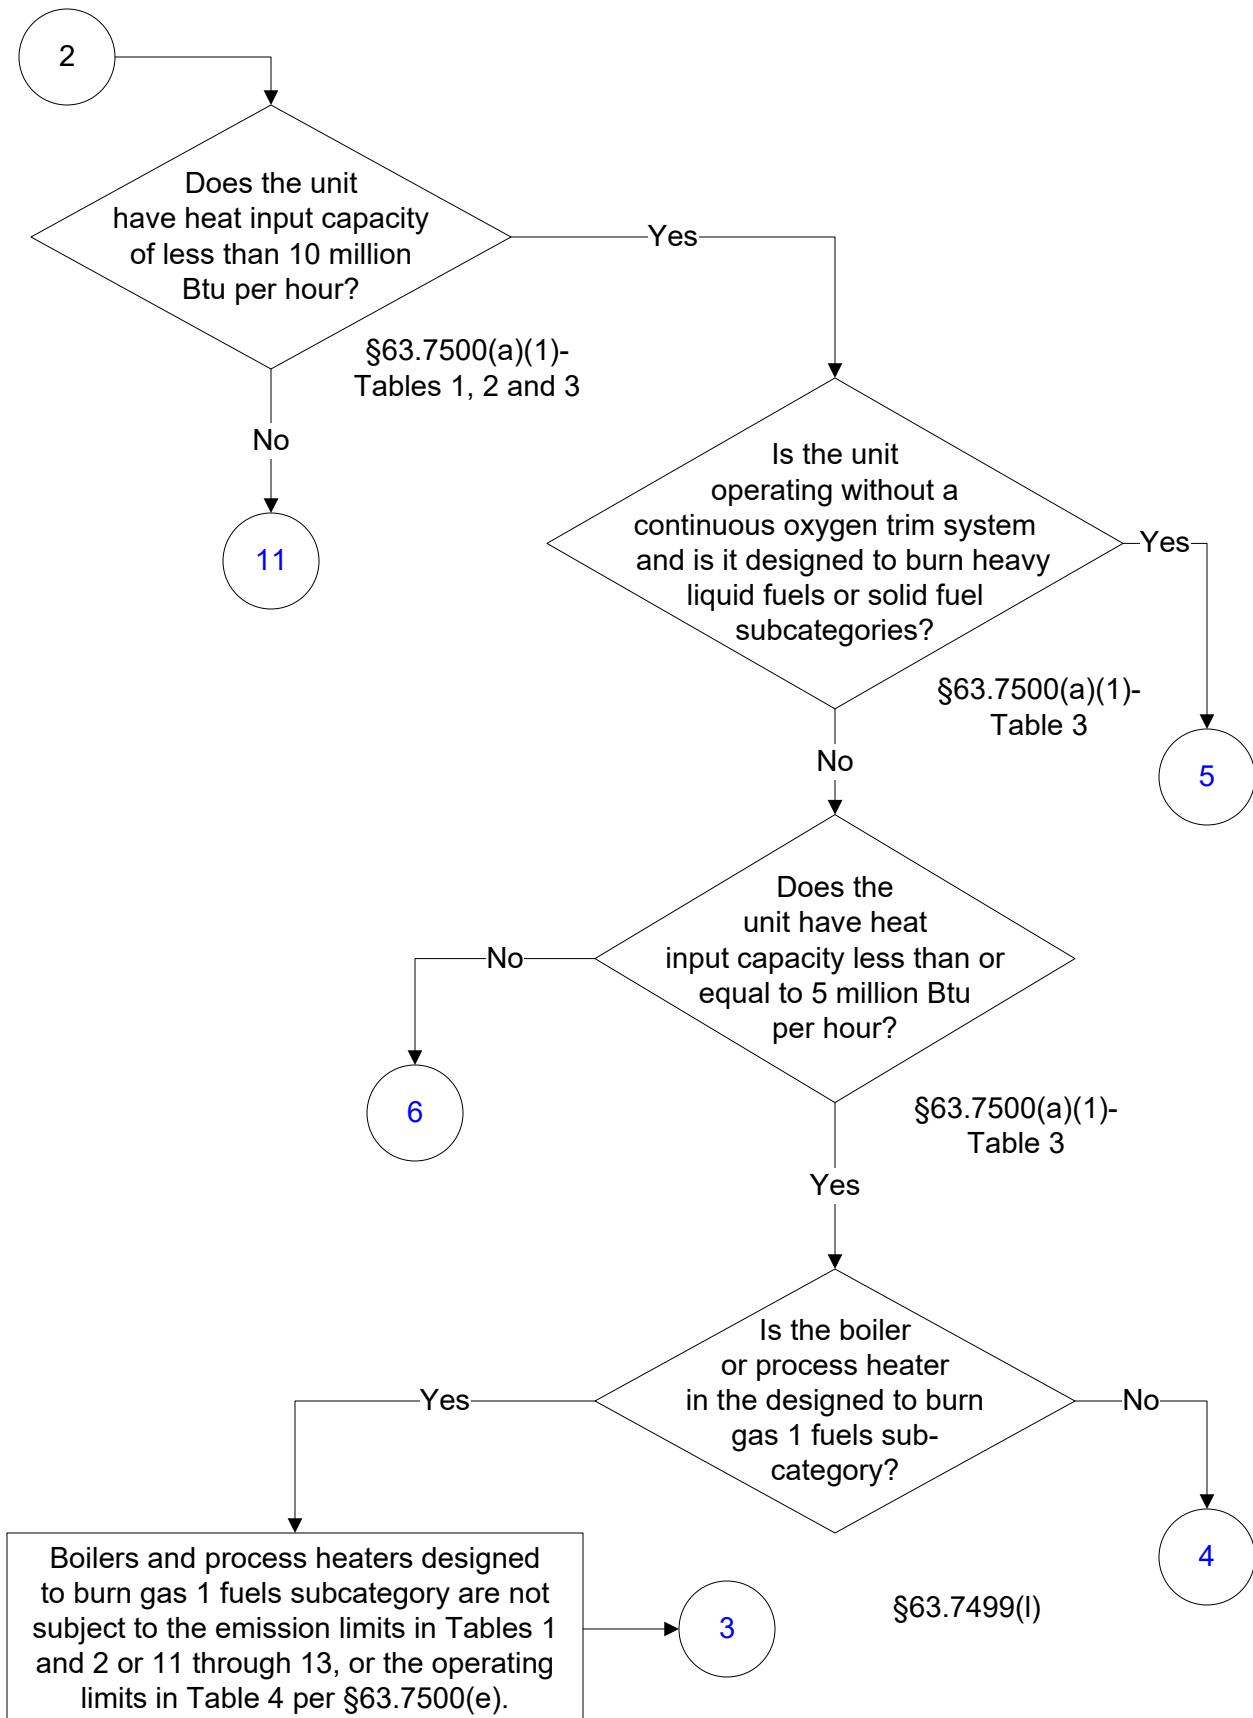 2
Does the unit
have heat input capacity
of less than 10 million
Btu per hour?
Yes
§63.7500(a)(1)-
Tables 1, 2 and 3
No
11
Is the unit
operating without a
continuous oxygen trim system
and is it designed to burn heavy
liquid fuels or solid fuel
subcategories?
Yes
§63.7500(a)(1)-
Table 3
5
No
Does the
unit have heat
input capacity less than or
equal to 5 million Btu
per hour?
No
6
§63.7500(a)(1)-
Table 3
Yes
Is the boiler
or process heater
in the designed to burn
gas 1 fuels sub-
category?
Yes
No
4
§63.7499(l)
Boilers and process heaters designed
to burn gas 1 fuels subcategory are not
subject to the emission limits in Tables 1
and 2 or 11 through 13, or the operating
limits in Table 4 per §63.7500(e).
3